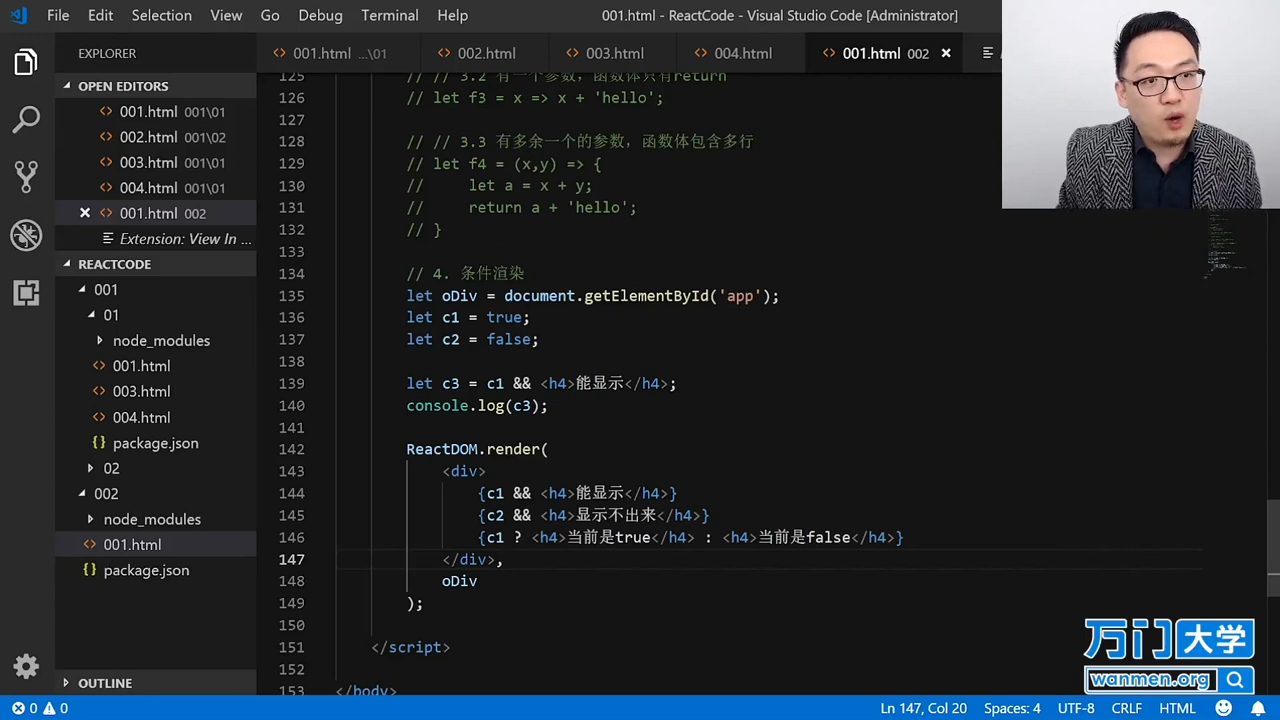 File Edit Selection View Go Debug Terminal Help 001.html - ReactCode - Visual Studio Code [Administrator]
EXPLORER
001.html ...\01
002.html
003.html
004.html
001.html 002
OPEN EDITORS
001.html 001\01
002.html 001\02
003.html 001\01
004.html 001\01
001.html 002
Extension: View In ...
REACTCODE
001
01
node_modules
001.html
003.html
004.html
package.json
02
002
node_modules
001.html
package.json
OUTLINE
125 // // 3.2 有一个参数，函数体只有return
126 // let f3 = x => x + 'hello';
127
128 // // 3.3 有多余一个的参数，函数体包含多行
129 // let f4 = (x,y) => {
130 //     let a = x + y;
131 //     return a + 'hello';
132 // }
133
134 // 4. 条件渲染
135 let oDiv = document.getElementById('app');
136 let c1 = true;
137 let c2 = false;
138
139 let c3 = c1 && <h4>能显示</h4>;
140 console.log(c3);
141
142 ReactDOM.render(
143 <div>
144 {c1 && <h4>能显示</h4>}
145 {c2 && <h4>显示不出来</h4>}
146 {c1 ? <h4>当前是true</h4> : <h4>当前是false</h4>}
147 </div>,
148 oDiv
149 );
150
151 </script>
152
153 </body>
万门大学
wanmen.org
0 0
Ln 147, Col 20 Spaces: 4 UTF-8 CRLF HTML